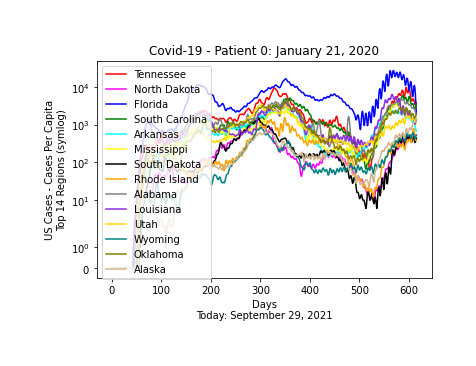 Covid-19 - Patient 0: January 21, 2020
US Cases - Cases Per Capita
Top 14 Regions (symlog)
10⁴
10³
10²
10¹
10⁰
0
Tennessee
North Dakota
Florida
South Carolina
Arkansas
Mississippi
South Dakota
Rhode Island
Alabama
Louisiana
Utah
Wyoming
Oklahoma
Alaska
0 100 200 300 400 500 600
Days
Today: September 29, 2021